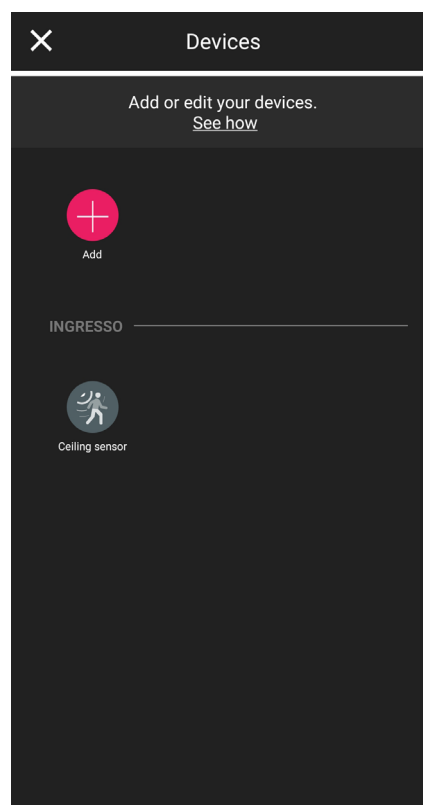 Devices
Add or edit your devices.
See how
Add
INGRESSO
Ceiling sensor